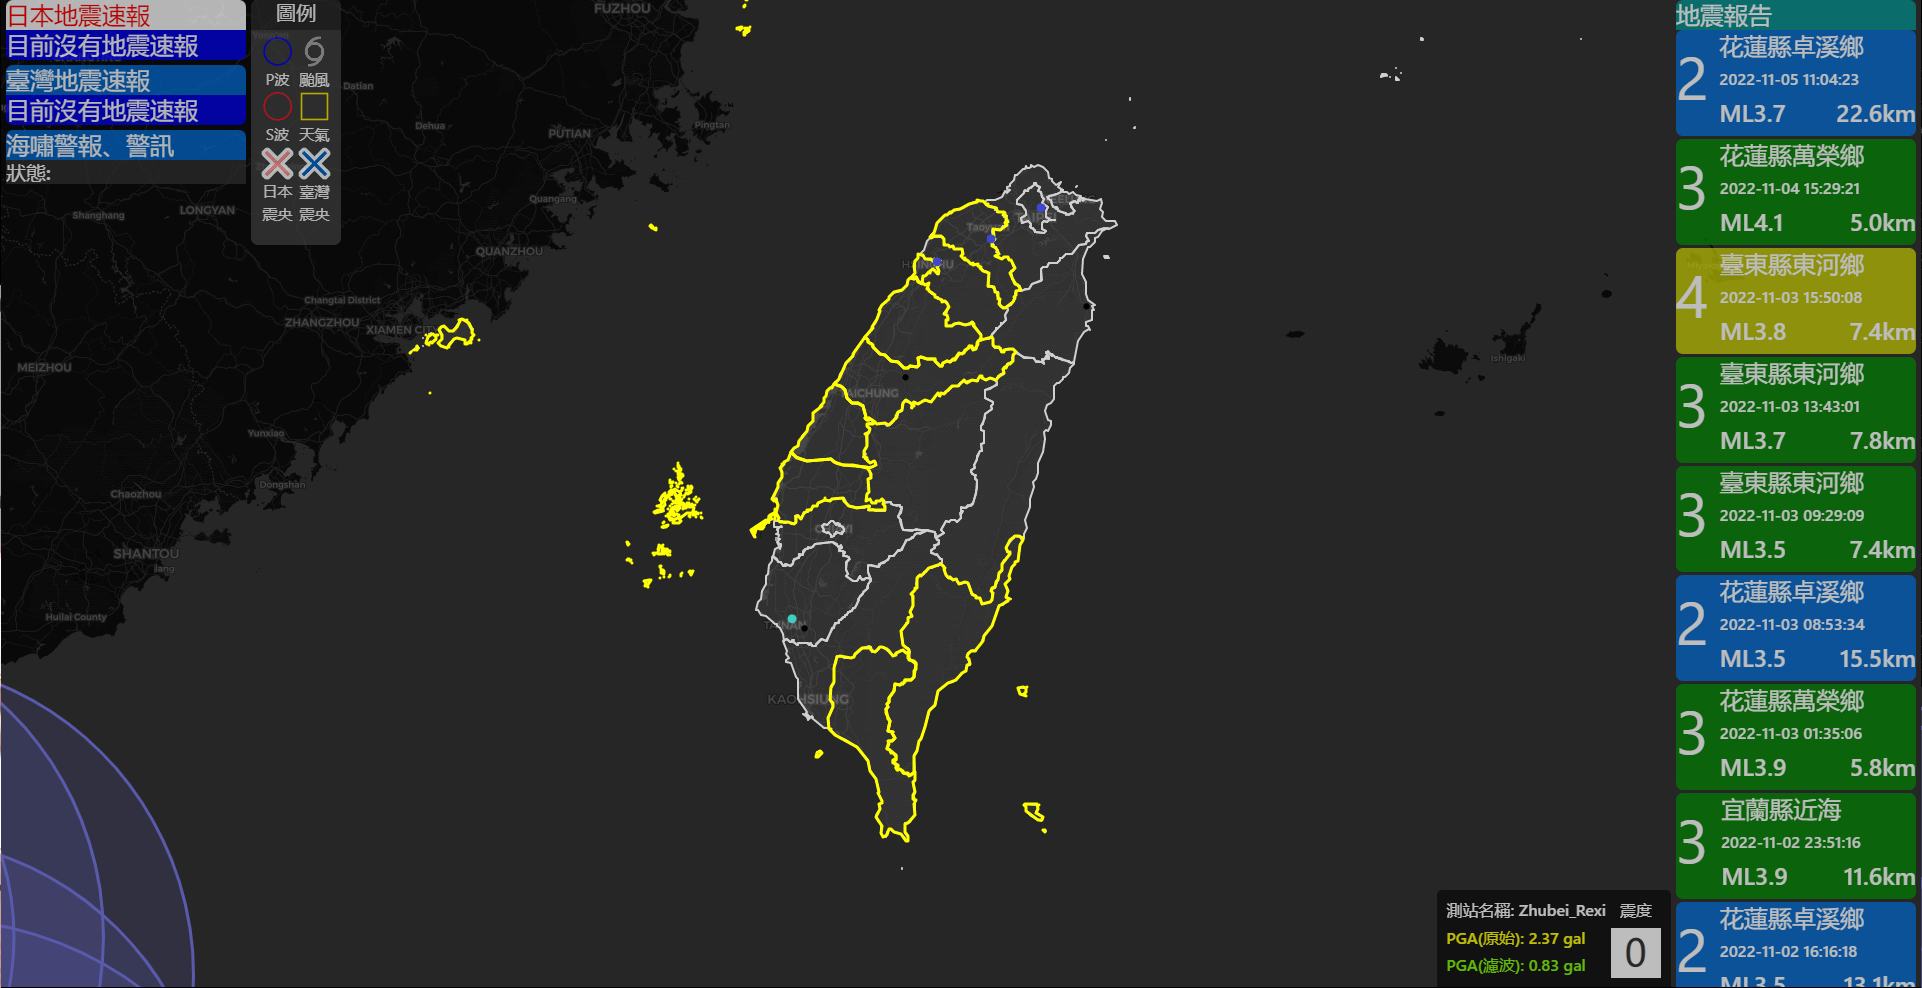 日本地震速報
目前沒有地震速報
臺灣地震速報
目前沒有地震速報
海嘯警報、警訊
狀態:
圖例
P波
颱風
S波
天氣
日本
震央
臺灣
震央
FUZHOU
Datian
Dehua
PUTIAN
Pingtan
Shanghang
LONGYAN
Quangang
QUANZHOU
Changtai District
ZHANGZHOU
XIAMEN CITY
MEIZHOU
Yunxiao
Dongshan
Chaozhou
SHANTOU
Huilai County
TAIPEI
TAICHUNG
TAINAN
KAOHSIUNG
Ishigaki
地震報告
2
花蓮縣卓溪鄉
2022-11-05 11:04:23
ML3.7 22.6km
3
花蓮縣萬榮鄉
2022-11-04 15:29:21
ML4.1 5.0km
4
臺東縣東河鄉
2022-11-03 15:50:08
ML3.8 7.4km
3
臺東縣東河鄉
2022-11-03 13:43:01
ML3.7 7.8km
3
臺東縣東河鄉
2022-11-03 09:29:09
ML3.5 7.4km
2
花蓮縣卓溪鄉
2022-11-03 08:53:34
ML3.5 15.5km
3
花蓮縣萬榮鄉
2022-11-03 01:35:06
ML3.9 5.8km
3
宜蘭縣近海
2022-11-02 23:51:16
ML3.9 11.6km
2
花蓮縣卓溪鄉
2022-11-02 16:16:18
ML3.5 13.1km
測站名稱: Zhubei_Rexi 震度
PGA(原始): 2.37 gal
PGA(濾波): 0.83 gal
0